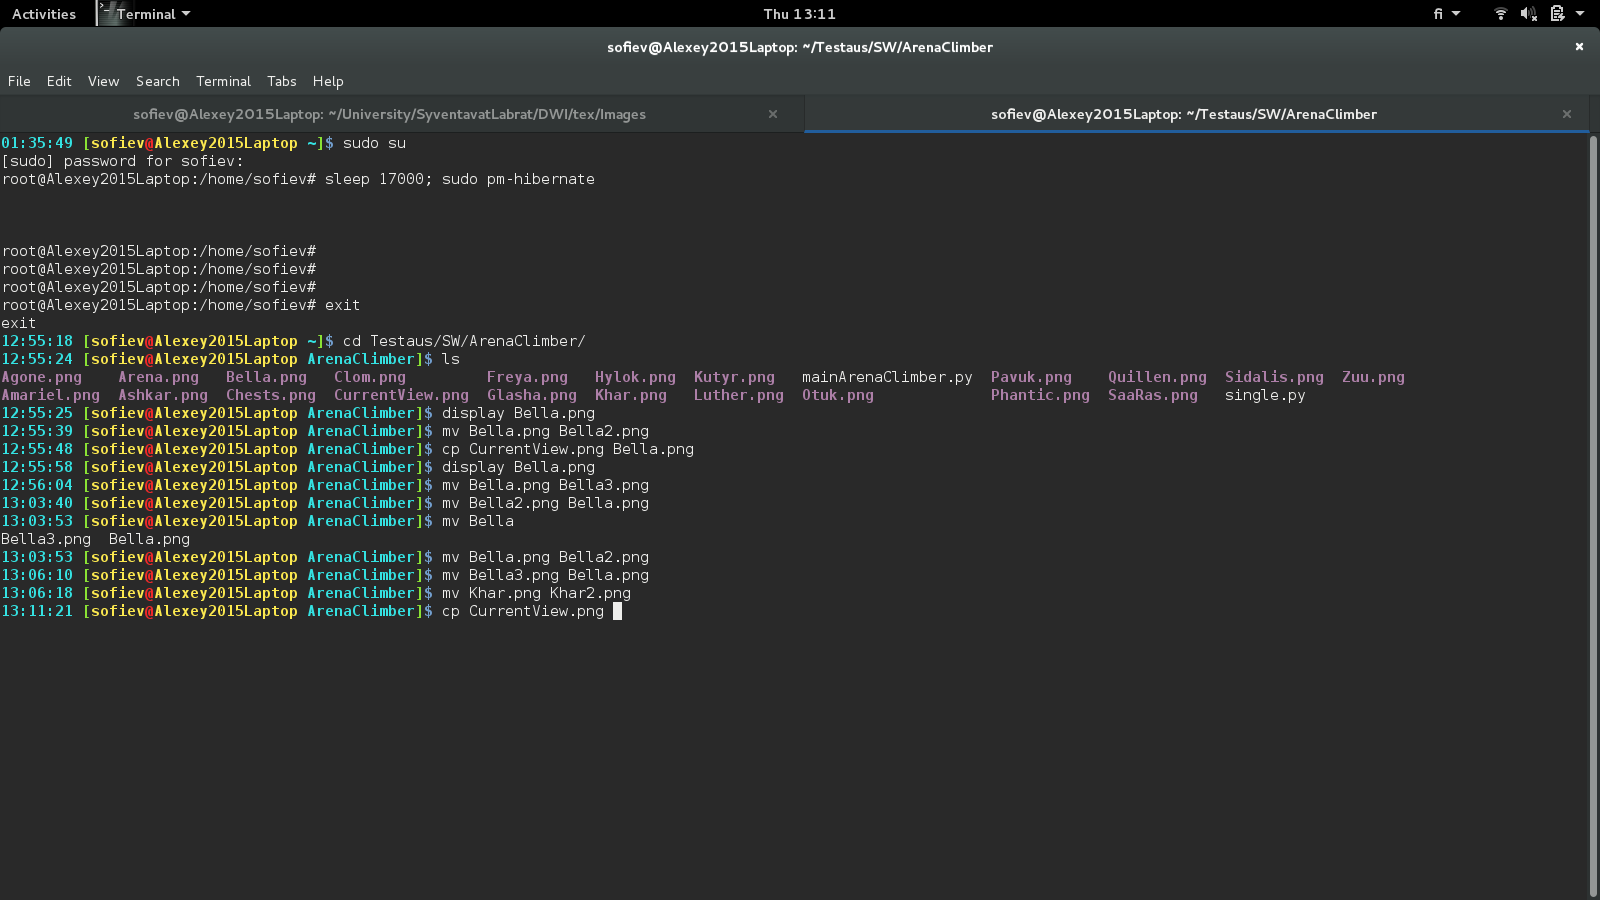 Activities Terminal Thu 13:11 fi
sofiev@Alexey2015Laptop: ~/Testaus/SW/ArenaClimber
File Edit View Search Terminal Tabs Help
sofiev@Alexey2015Laptop: ~/University/SyventavatLabrat/DWI/tex/Images sofiev@Alexey2015Laptop: ~/Testaus/SW/ArenaClimber
01:35:49 [sofiev@Alexey2015Laptop ~]$ sudo su
[sudo] password for sofiev:
root@Alexey2015Laptop:/home/sofiev# sleep 17000; sudo pm-hibernate
root@Alexey2015Laptop:/home/sofiev#
root@Alexey2015Laptop:/home/sofiev#
root@Alexey2015Laptop:/home/sofiev#
root@Alexey2015Laptop:/home/sofiev# exit
exit
12:55:18 [sofiev@Alexey2015Laptop ~]$ cd Testaus/SW/ArenaClimber/
12:55:24 [sofiev@Alexey2015Laptop ArenaClimber]$ ls
Agone.png Arena.png Bella.png Clom.png Freya.png Hylok.png Kutyr.png mainArenaClimber.py Pavuk.png Quillen.png Sidalis.png Zuu.png
Amariel.png Ashkar.png Chests.png CurrentView.png Glasha.png Khar.png Luther.png Otuk.png Phantic.png SaaRas.png single.py
12:55:25 [sofiev@Alexey2015Laptop ArenaClimber]$ display Bella.png
12:55:39 [sofiev@Alexey2015Laptop ArenaClimber]$ mv Bella.png Bella2.png
12:55:48 [sofiev@Alexey2015Laptop ArenaClimber]$ cp CurrentView.png Bella.png
12:55:58 [sofiev@Alexey2015Laptop ArenaClimber]$ display Bella.png
12:56:04 [sofiev@Alexey2015Laptop ArenaClimber]$ mv Bella.png Bella3.png
13:03:40 [sofiev@Alexey2015Laptop ArenaClimber]$ mv Bella2.png Bella.png
13:03:53 [sofiev@Alexey2015Laptop ArenaClimber]$ mv Bella
Bella3.png Bella.png
13:03:53 [sofiev@Alexey2015Laptop ArenaClimber]$ mv Bella.png Bella2.png
13:06:10 [sofiev@Alexey2015Laptop ArenaClimber]$ mv Bella3.png Bella.png
13:06:18 [sofiev@Alexey2015Laptop ArenaClimber]$ mv Khar.png Khar2.png
13:11:21 [sofiev@Alexey2015Laptop ArenaClimber]$ cp CurrentView.png